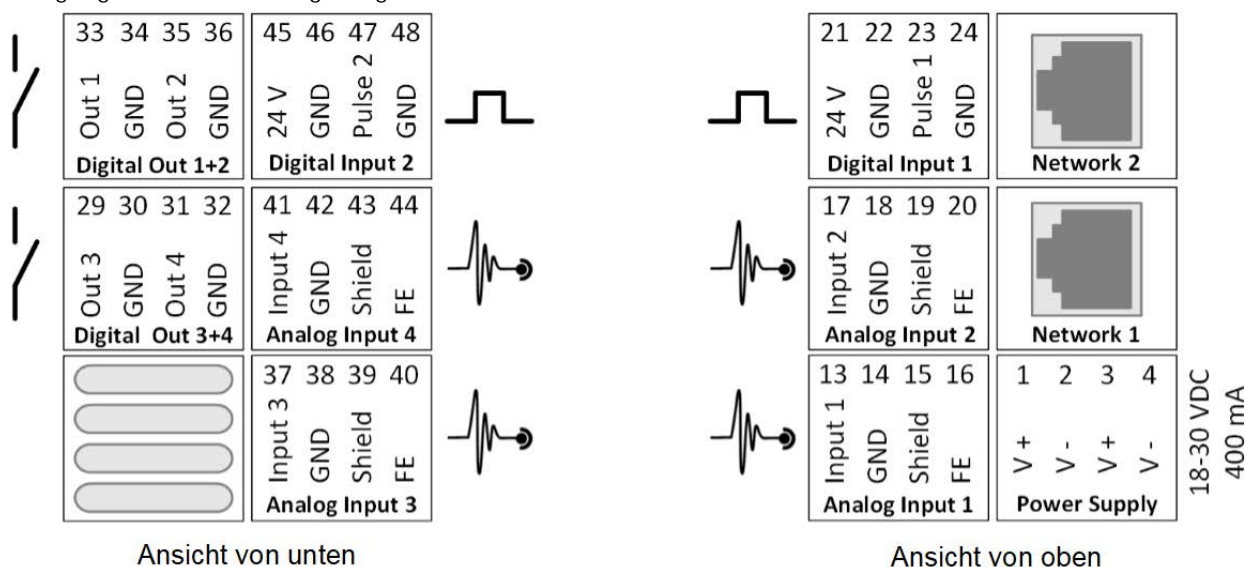 33 34 35 36
Out 1
GND
Out 2
GND
Digital Out 1+2
45 46 47 48
24 V
GND
Pulse 2
GND
Digital Input 2
29 30 31 32
Out 3
GND
Out 4
GND
Digital Out 3+4
41 42 43 44
Input 4
GND
Shield
FE
Analog Input 4
37 38 39 40
Input 3
GND
Shield
FE
Analog Input 3
Ansicht von unten
21 22 23 24
24 V
GND
Pulse 1
GND
Digital Input 1
Network 2
17 18 19 20
Input 2
GND
Shield
FE
Analog Input 2
Network 1
13 14 15 16
Input 1
GND
Shield
FE
Analog Input 1
1 2 3 4
V +
V -
V +
V -
Power Supply
18-30 VDC
400 mA
Ansicht von oben